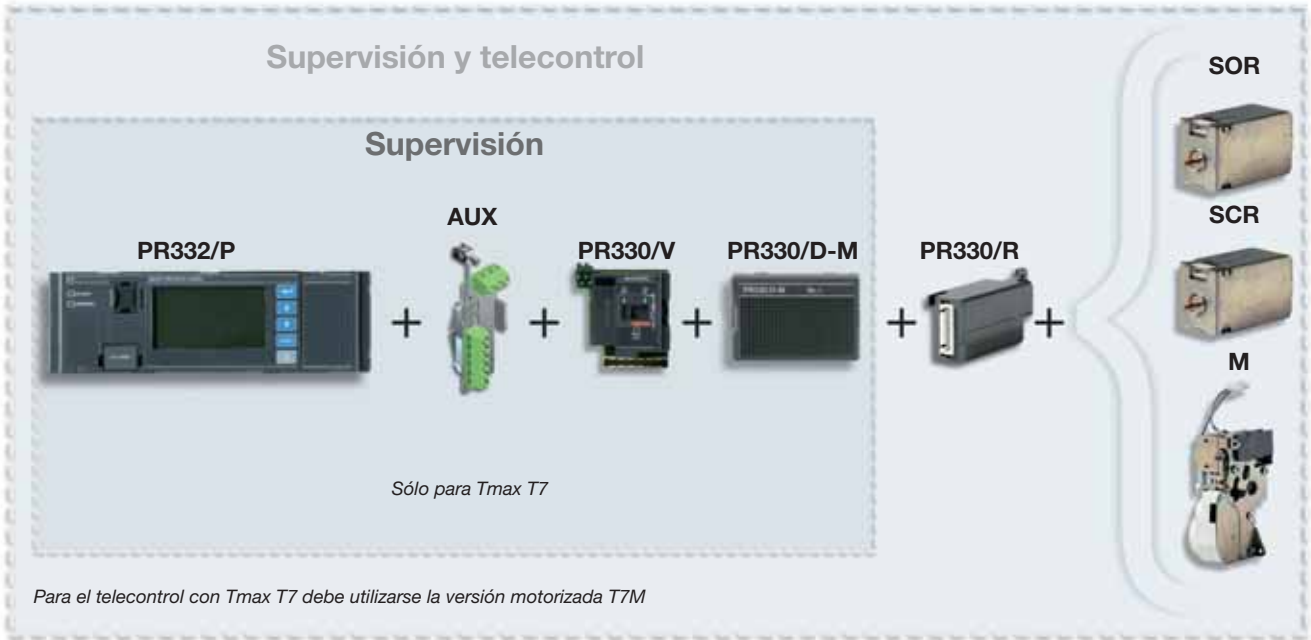 Supervisión y telecontrol
SOR
Supervisión
AUX
SCR
PR332/P
PR330/V
PR330/D-M
PR330/R
M
PR330/D-M
Sólo para Tmax T7
Para el telecontrol con Tmax T7 debe utilizarse la versión motorizada T7M